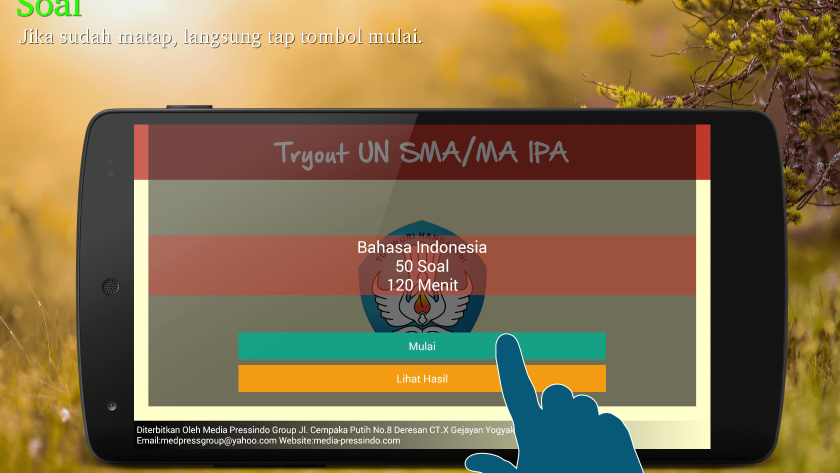 Soal
Jika sudah matap, langsung tap tombol mulai.
Tryout UN SMA/MA IPA
Bahasa Indonesia
50 Soal
120 Menit
Mulai
Lihat Hasil
Diterbitkan Oleh Media Pressindo Group Jl. Cempaka Putih No.8 Deresan CT.X Gejayan
Email:medpressgroup@yahoo.com Website:media-pressindo.com